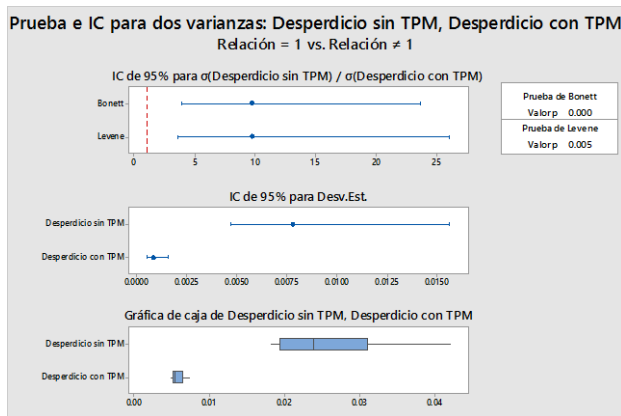 Prueba e IC para dos varianzas: Desperdicio sin TPM, Desperdicio con TPM
Relación = 1 vs. Relación ≠ 1
IC de 95% para σ(Desperdicio sin TPM) / σ(Desperdicio con TPM)
Bonett
Levene
0 5 10 15 20 25
Prueba de Bonett
Valor p 0.000
Prueba de Levene
Valor p 0.005
IC de 95% para Desv.Est.
Desperdicio sin TPM
Desperdicio con TPM
0.0000 0.0025 0.0050 0.0075 0.0100 0.0125 0.0150
Gráfica de caja de Desperdicio sin TPM, Desperdicio con TPM
Desperdicio sin TPM
Desperdicio con TPM
0.00 0.01 0.02 0.03 0.04